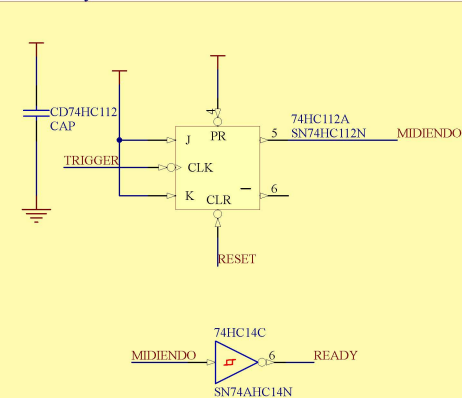 CD74HC112
CAP
4
PR
J
TRIGGER
CLK
K
CLR
5
6
74HC112A
SN74HC112N
MIDIENDO
RESET
74HC14C
MIDIENDO
6
READY
SN74AHC14N